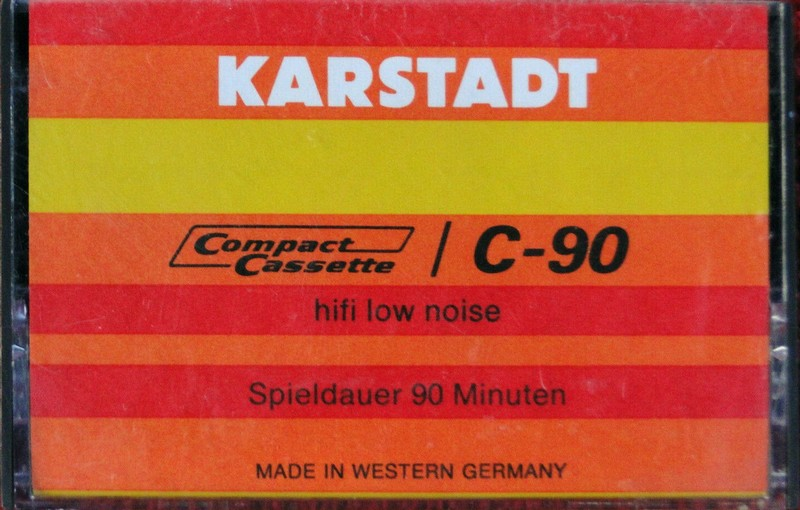 KARSTADT
Compact Cassette / C-90
hifi low noise
Spieldauer 90 Minuten
MADE IN WESTERN GERMANY